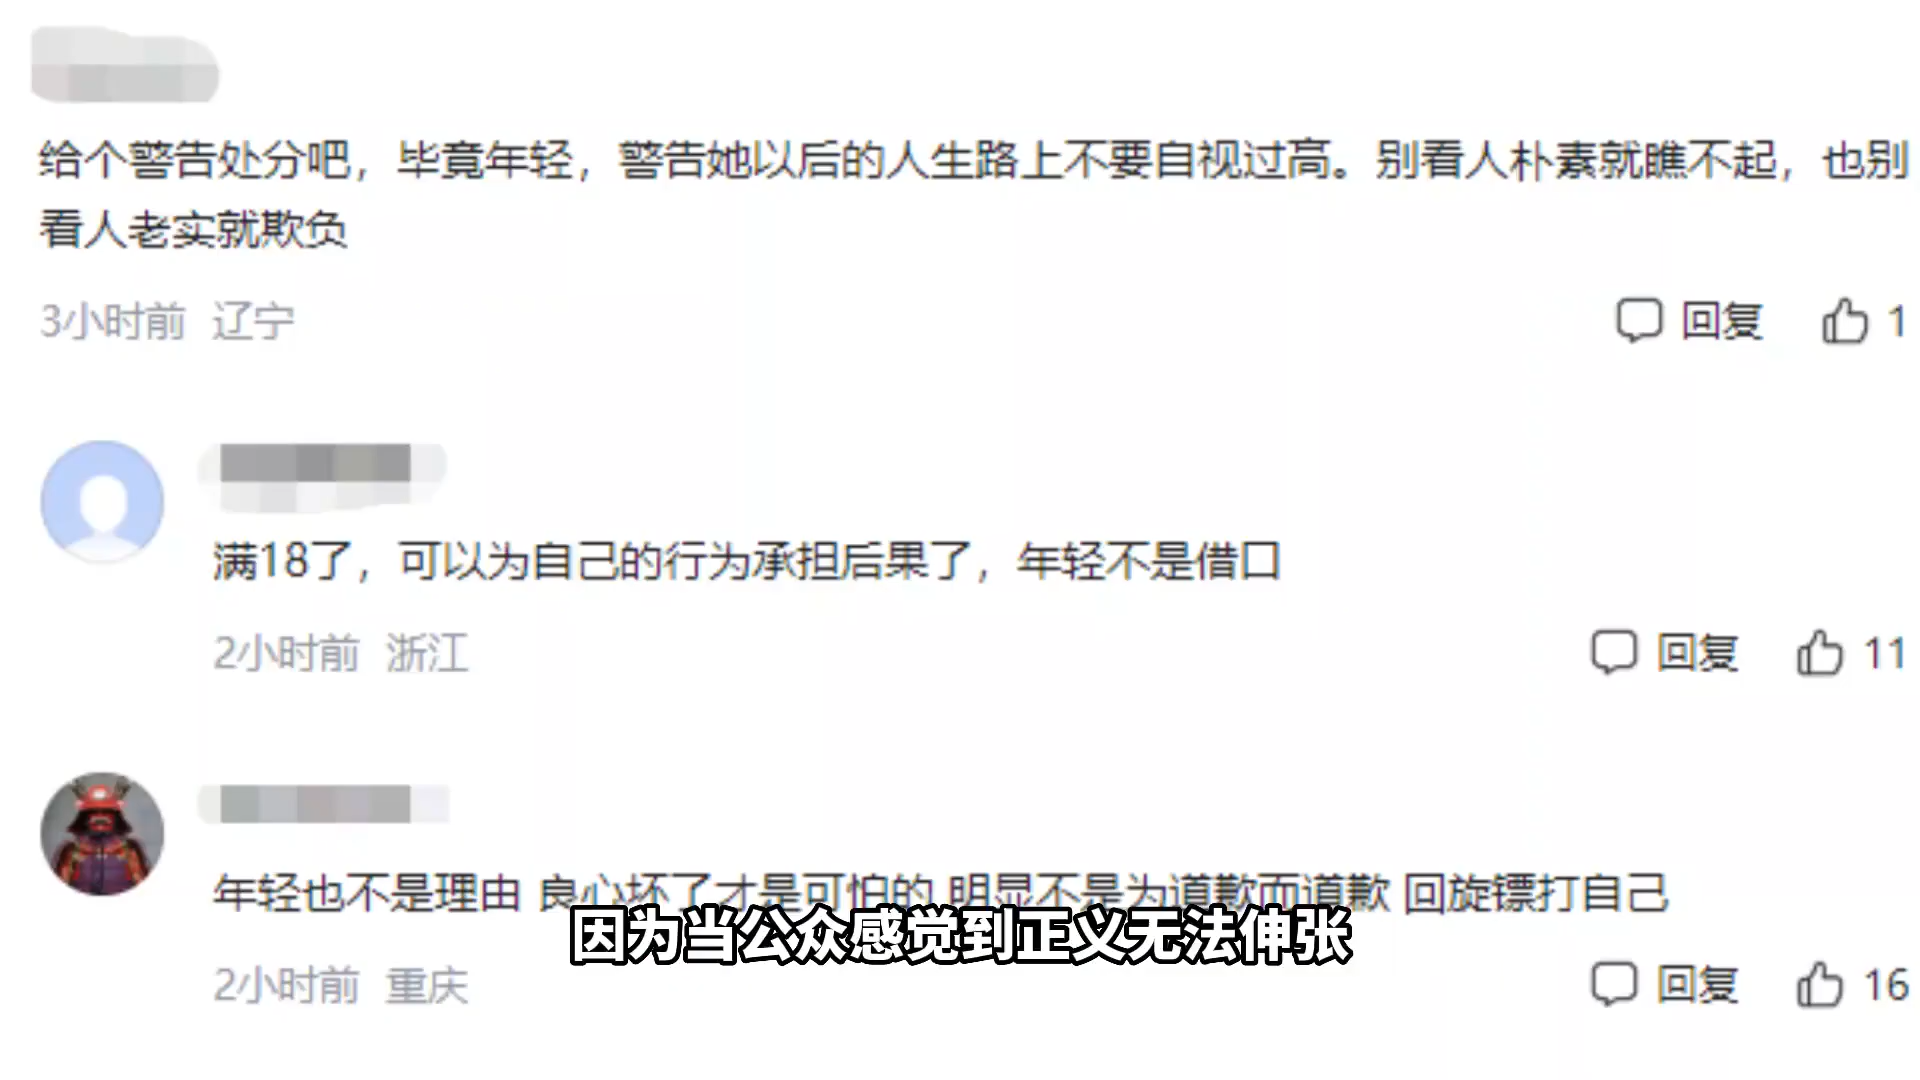 给个警告处分吧，毕竟年轻，警告她以后的人生路上不要自视过高。别看人朴素就瞧不起，也别
看人老实就欺负
3小时前 辽宁
回复 1
满18了，可以为自己的行为承担后果了，年轻不是借口
2小时前 浙江
回复 11
年轻也不是理由 良心坏了才是可怕的 明显不是为道歉而道歉 回旋镖打自己
因为当公众感觉到正义无法伸张
2小时前 重庆
回复 16